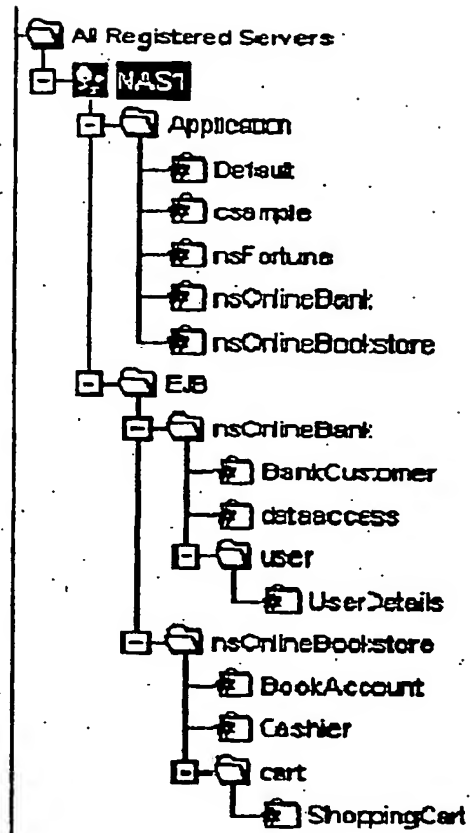 All Registered Servers
NAS1
Application
Default
csample
nsFortune
nsOnlineBank
nsOnlineBookstore
EJB
nsOnlineBank
BankCustomer
dataaccess
user
UserDetails
nsOnlineBookstore
BookAccount
Cashier
cart
ShoppingCart